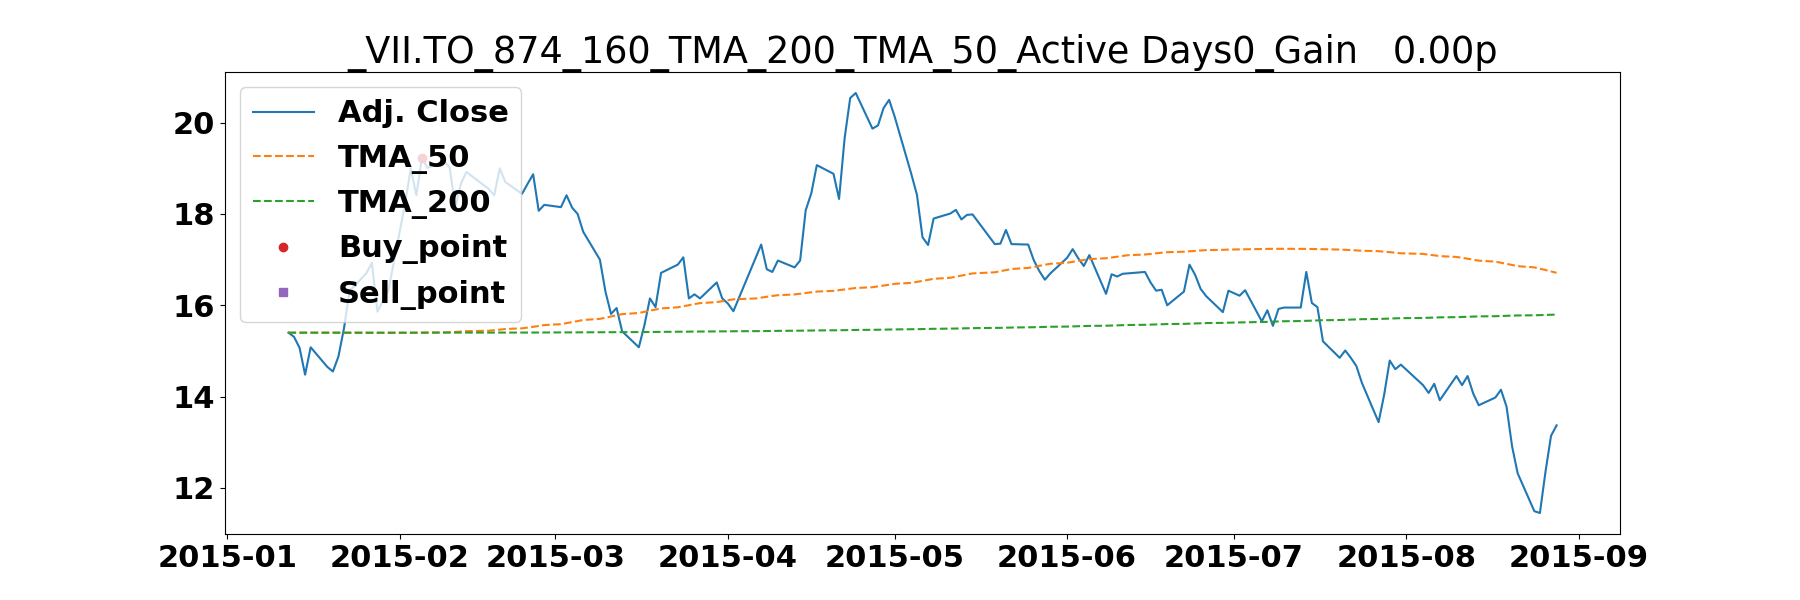 _VII.TO_874_160_TMA_200_TMA_50_Active Days0_Gain   0.00p
Adj. Close
TMA_50
TMA_200
Buy_point
Sell_point
20
18
16
14
12
2015-01 2015-02 2015-03 2015-04 2015-05 2015-06 2015-07 2015-08 2015-09